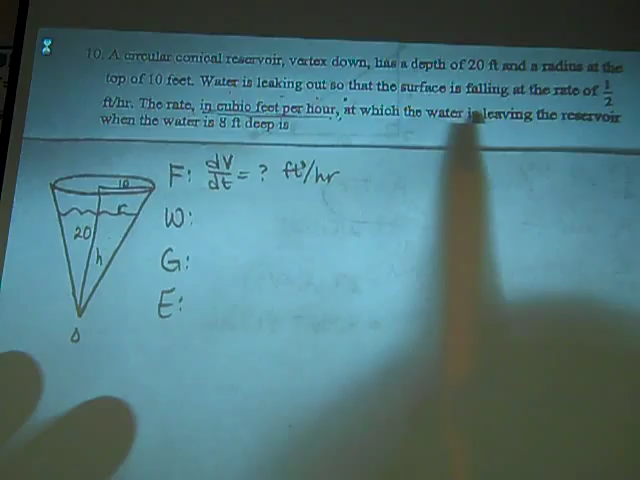 10. A circular conical reservoir, vertex down, has a depth of 20 ft and a radius at the
top of 10 feet. Water is leaking out so that the surface is falling at the rate of 1/2
ft/hr. The rate, in cubic feet per hour, at which the water is leaving the reservoir
when the water is 8 ft deep is
10
F: dV/dt = ? ft³/hr
r
W:
20
h
G:
E: